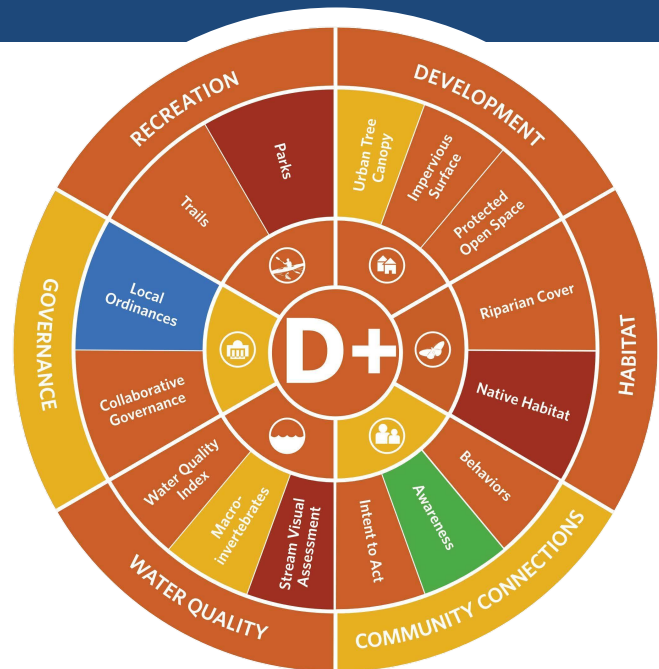 RECREATION
DEVELOPMENT
HABITAT
COMMUNITY CONNECTIONS
WATER QUALITY
GOVERNANCE
Parks
Trails
Urban Tree
Canopy
Impervious
Surface
Protected
Open Space
Riparian Cover
Native Habitat
Behaviors
Awareness
Intent to Act
Stream Visual
Assessment
Macro-
invertebrates
Water Quality
Index
Collaborative
Governance
Local
Ordinances
D+